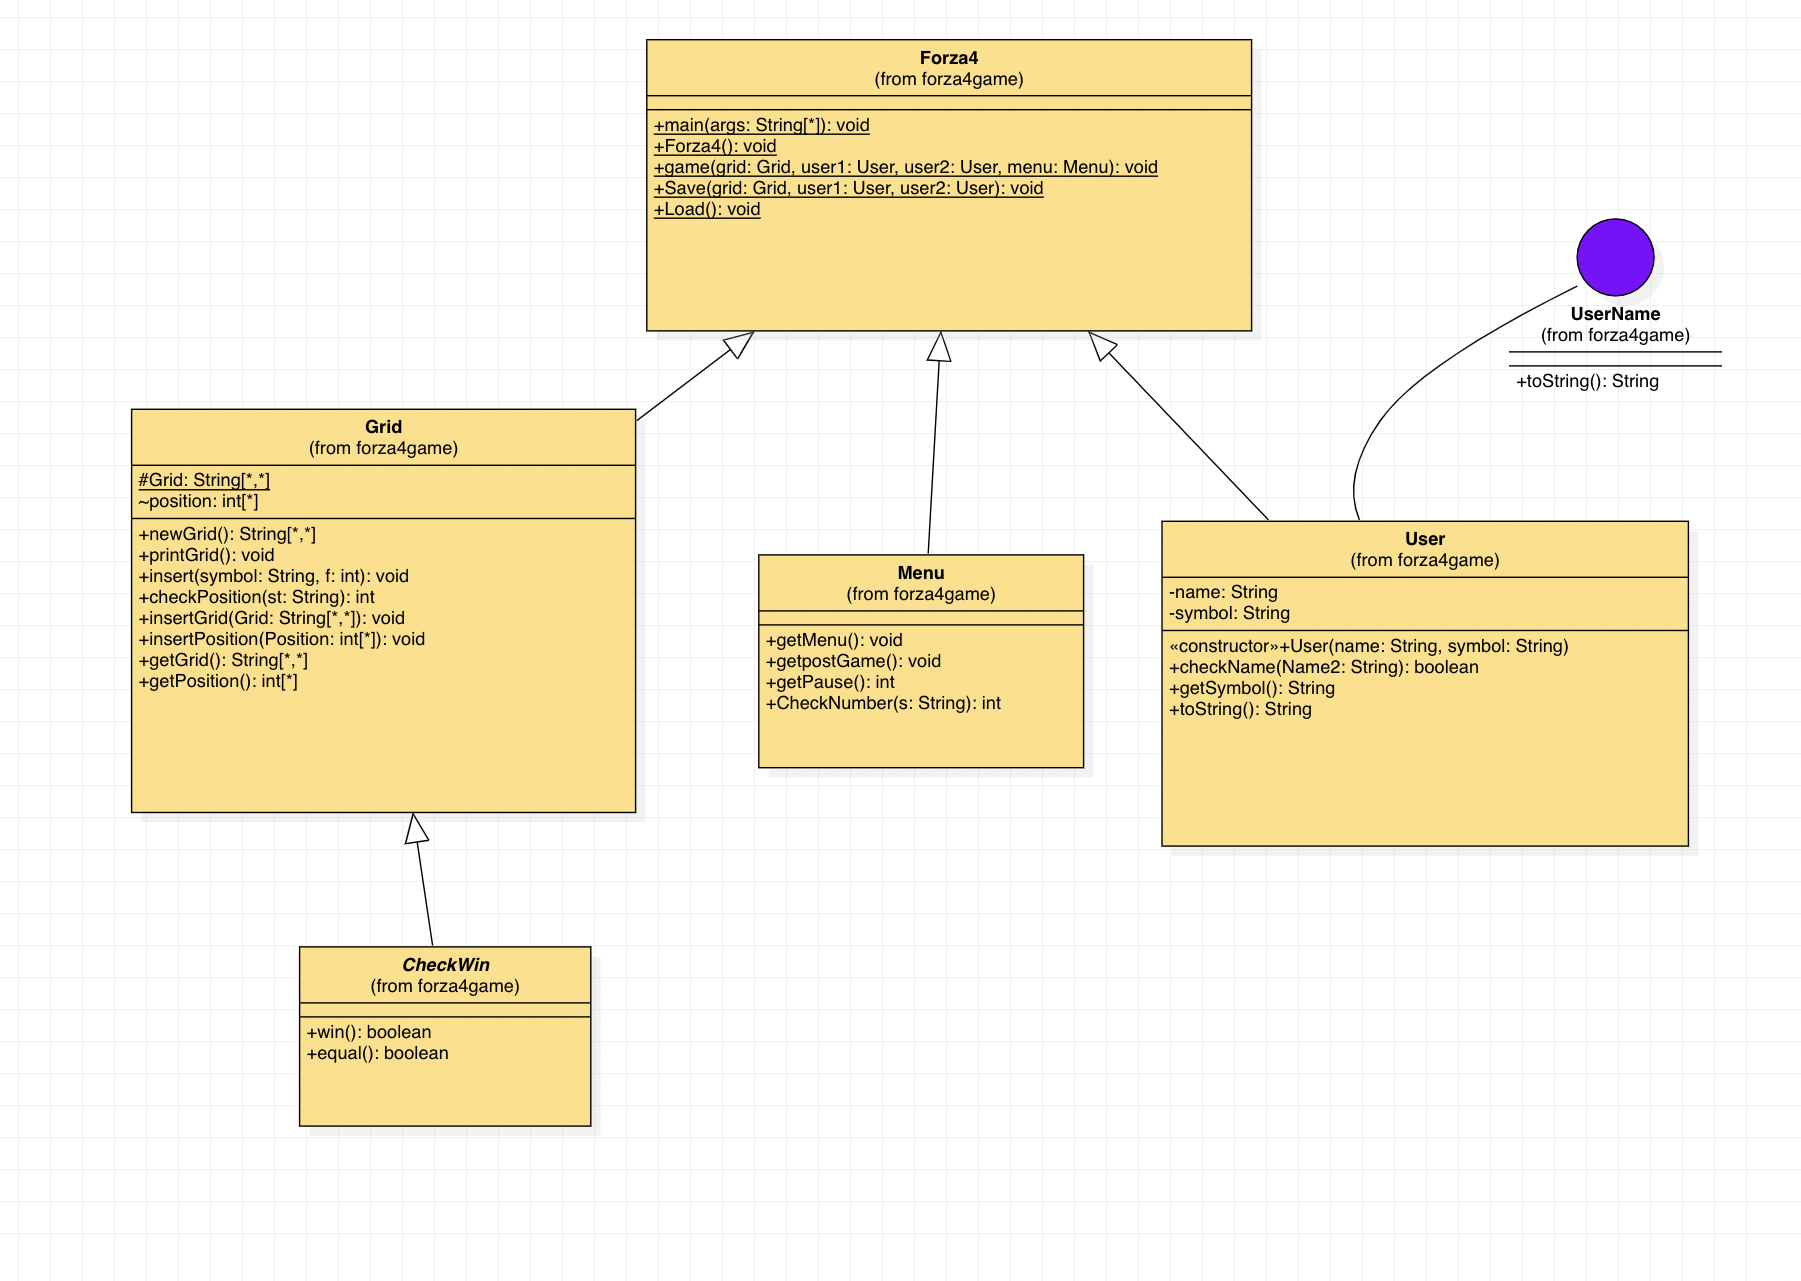 Forza4
(from forza4game)
+main(args: String[*]): void
+Forza4(): void
+game(grid: Grid, user1: User, user2: User, menu: Menu): void
+Save(grid: Grid, user1: User, user2: User): void
+Load(): void
UserName
(from forza4game)
+toString(): String
Grid
(from forza4game)
#Grid: String[*,*]
~position: int[*]
+newGrid(): String[*,*]
+printGrid(): void
+insert(symbol: String, f: int): void
+checkPosition(st: String): int
+insertGrid(Grid: String[*,*]): void
+insertPosition(Position: int[*]): void
+getGrid(): String[*,*]
+getPosition(): int[*]
Menu
(from forza4game)
+getMenu(): void
+getpostGame(): void
+getPause(): int
+CheckNumber(s: String): int
User
(from forza4game)
-name: String
-symbol: String
«constructor»+User(name: String, symbol: String)
+checkName(Name2: String): boolean
+getSymbol(): String
+toString(): String
CheckWin
(from forza4game)
+win(): boolean
+equal(): boolean